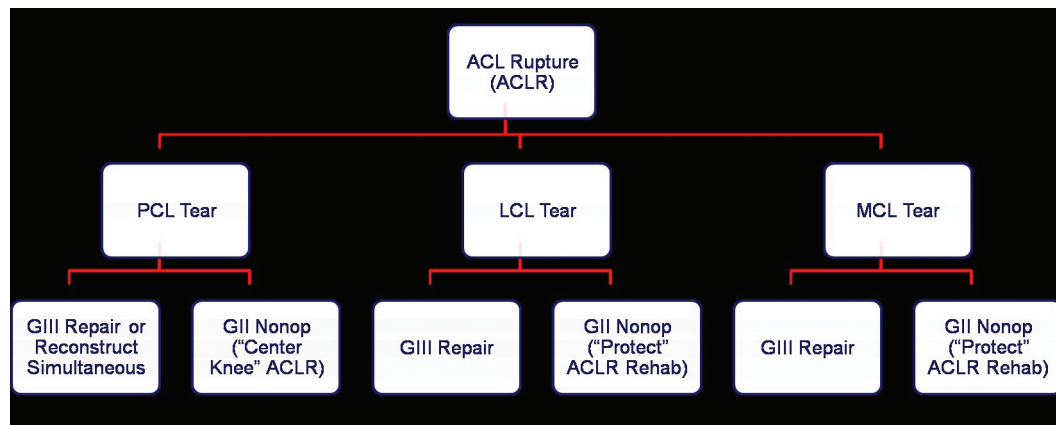 ACL Rupture
(ACLR)
PCL Tear
LCL Tear
MCL Tear
GIII Repair or
Reconstruct
Simultaneous
GII Nonop
("Center
Knee" ACLR)
GIII Repair
GII Nonop
("Protect"
ACLR Rehab)
GIII Repair
GII Nonop
("Protect"
ACLR Rehab)